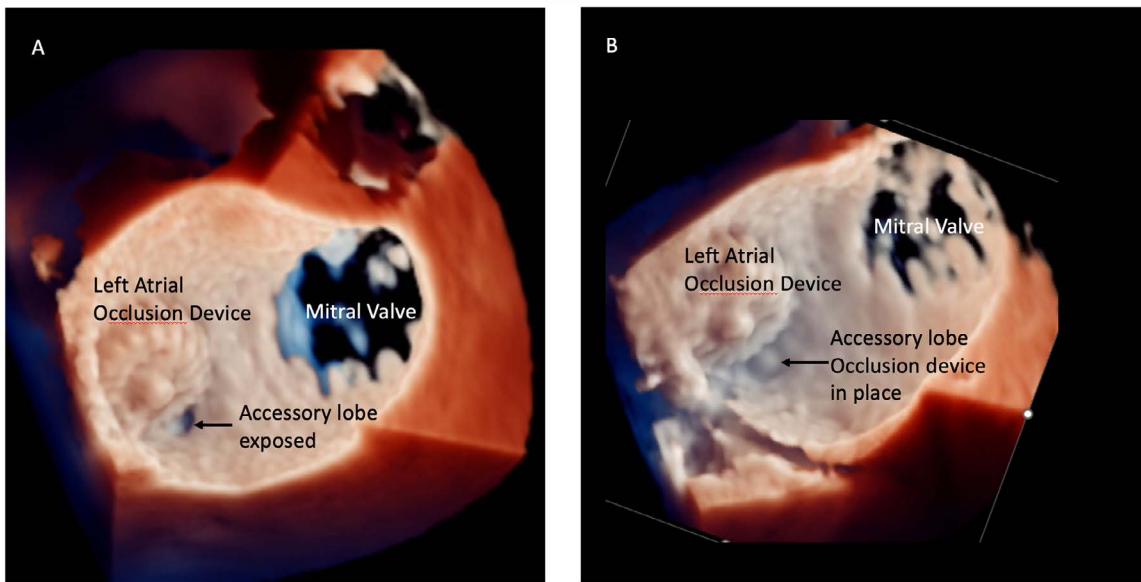 A
Left Atrial
Occlusion Device
Mitral Valve
Accessory lobe
exposed
B
Mitral Valve
Left Atrial
Occlusion Device
Accessory lobe
Occlusion device
in place